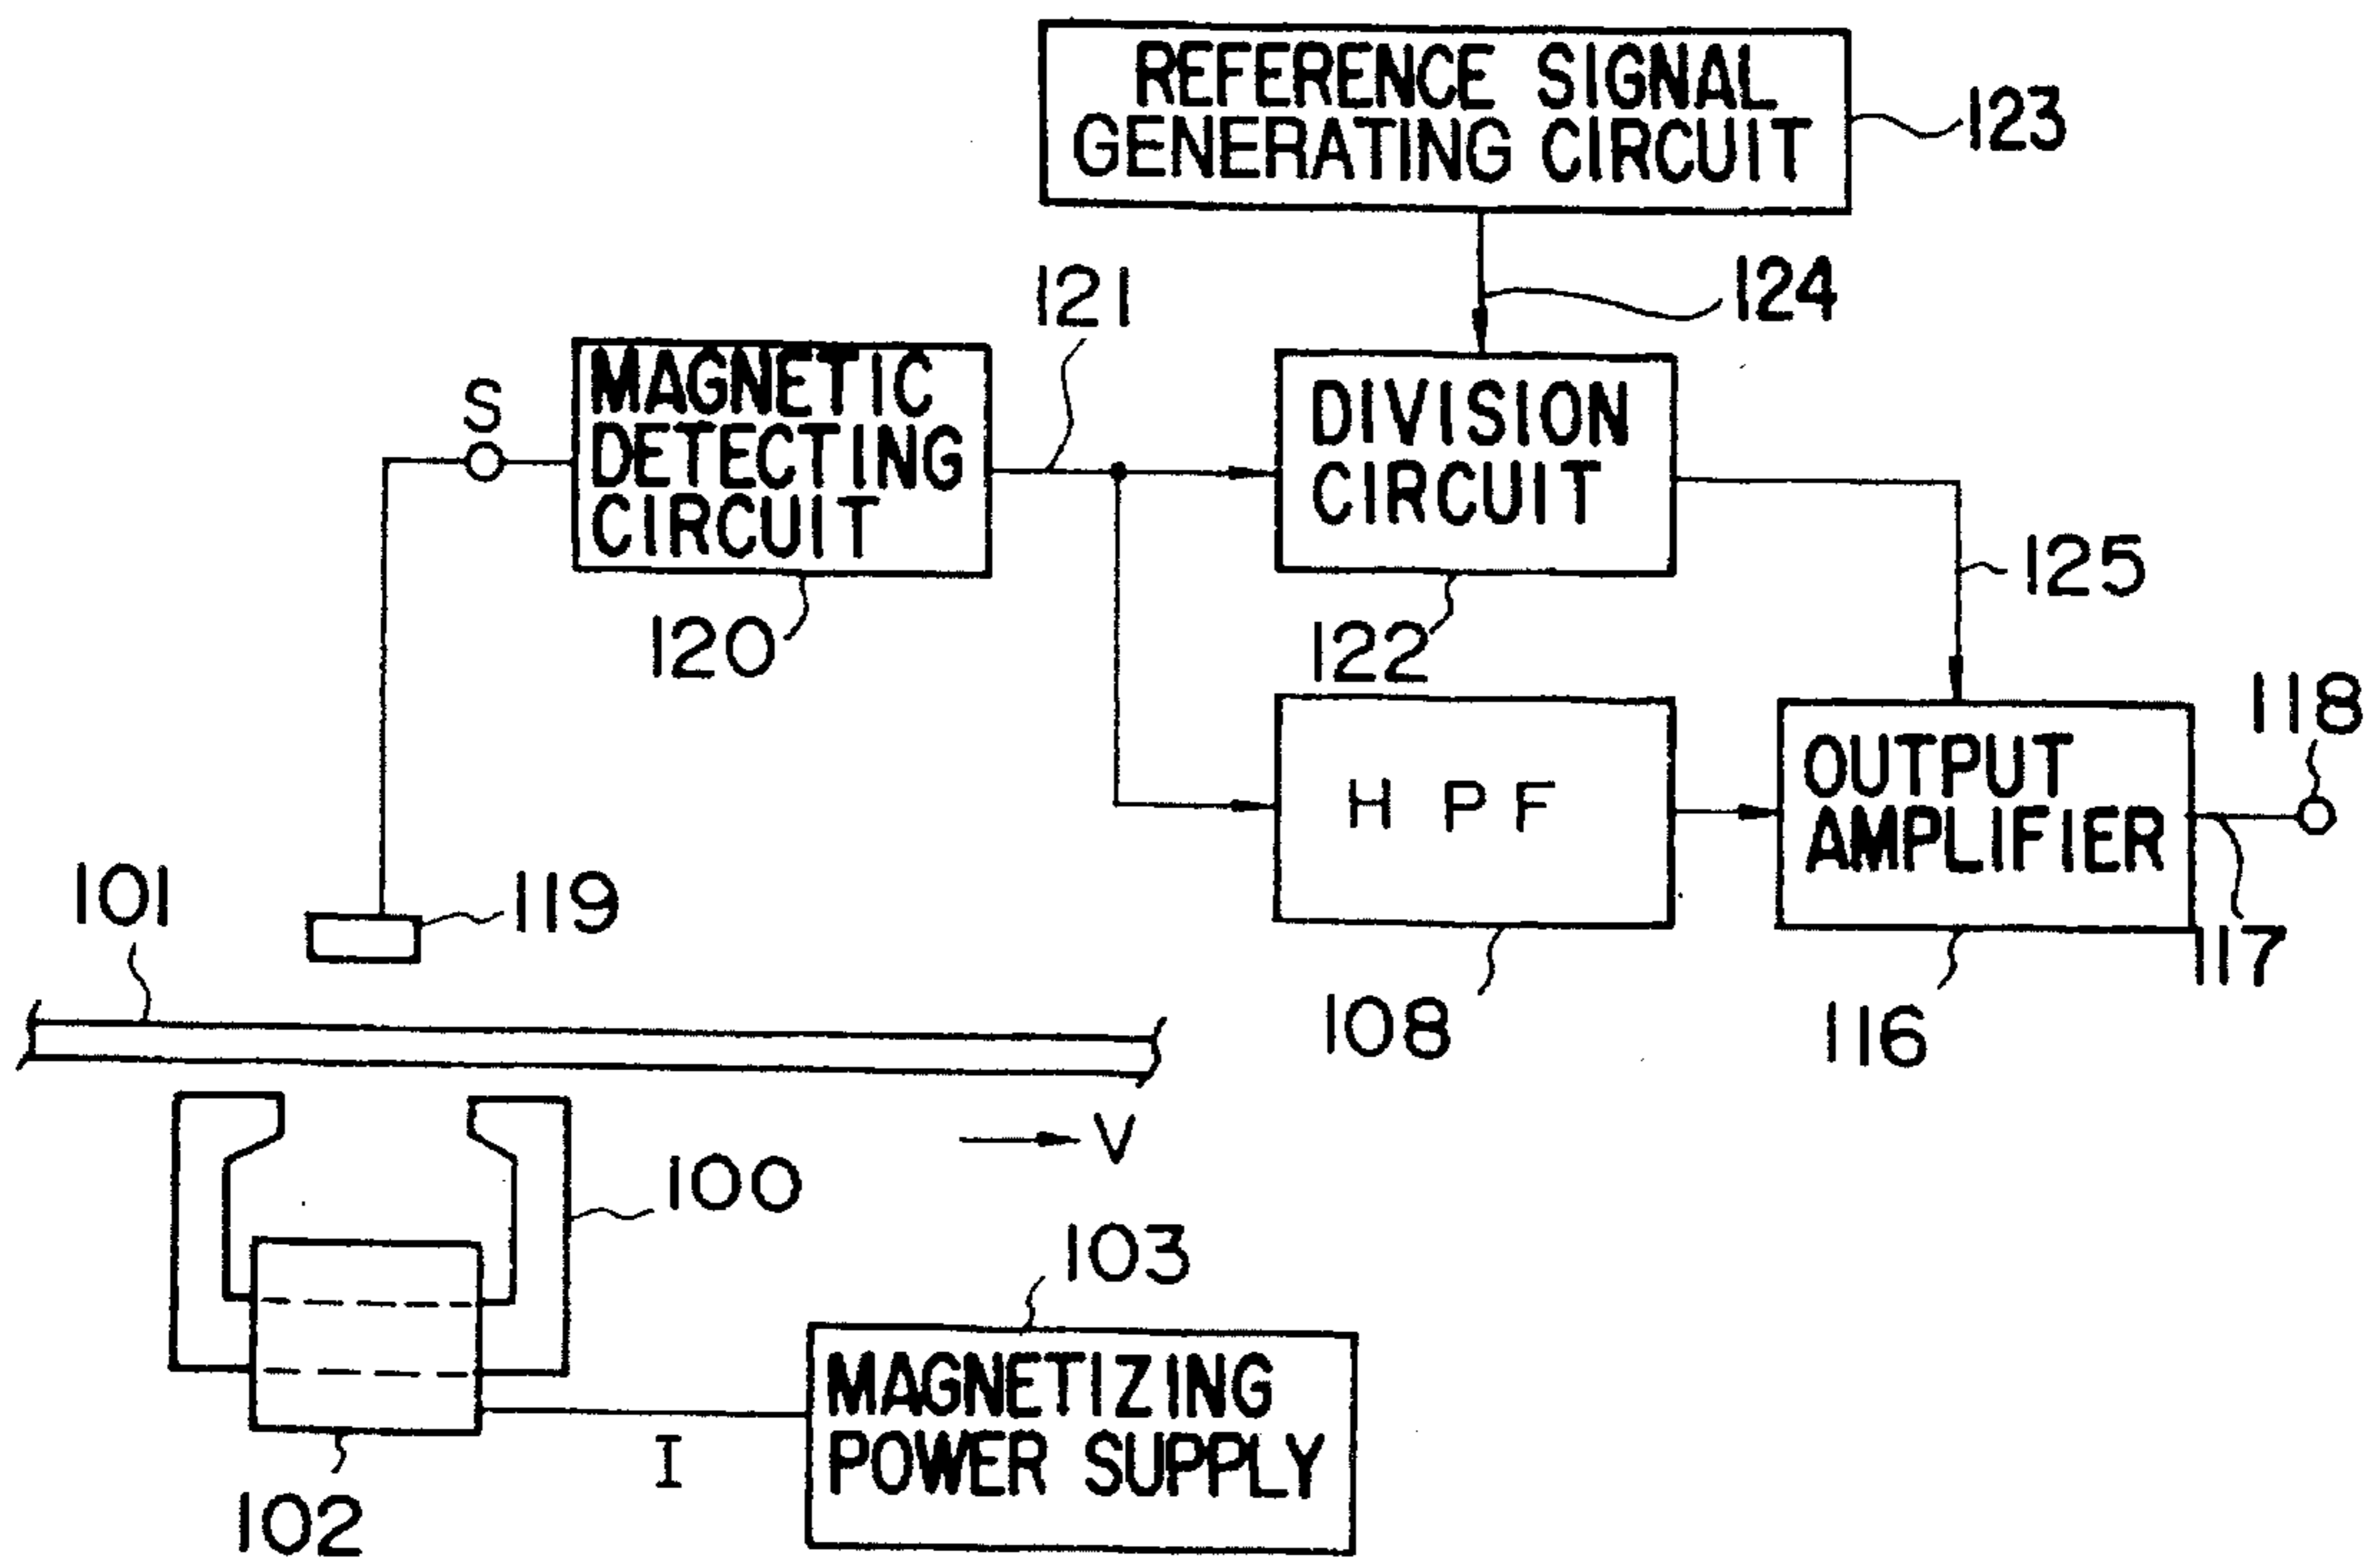 REFERENCE SIGNAL
GENERATING CIRCUIT
123
124
121
MAGNETIC
DETECTING
CIRCUIT
S
120
DIVISION
CIRCUIT
122
125
H P F
108
OUTPUT
AMPLIFIER
118
117
116
101
119
V
100
103
MAGNETIZING
POWER SUPPLY
I
102